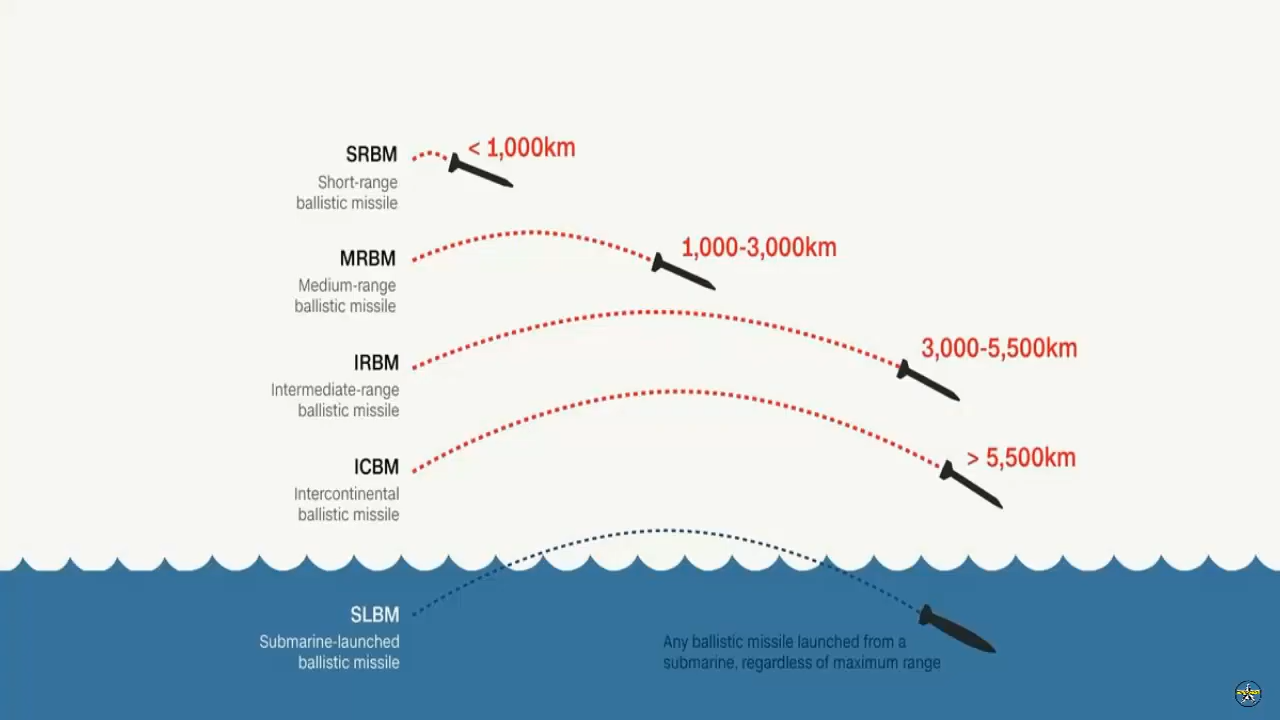 SRBM
Short-range
ballistic missile
< 1,000km
MRBM
Medium-range
ballistic missile
1,000-3,000km
IRBM
Intermediate-range
ballistic missile
3,000-5,500km
ICBM
Intercontinental
ballistic missile
> 5,500km
SLBM
Submarine-launched
ballistic missile
Any ballistic missile launched from a
submarine, regardless of maximum range